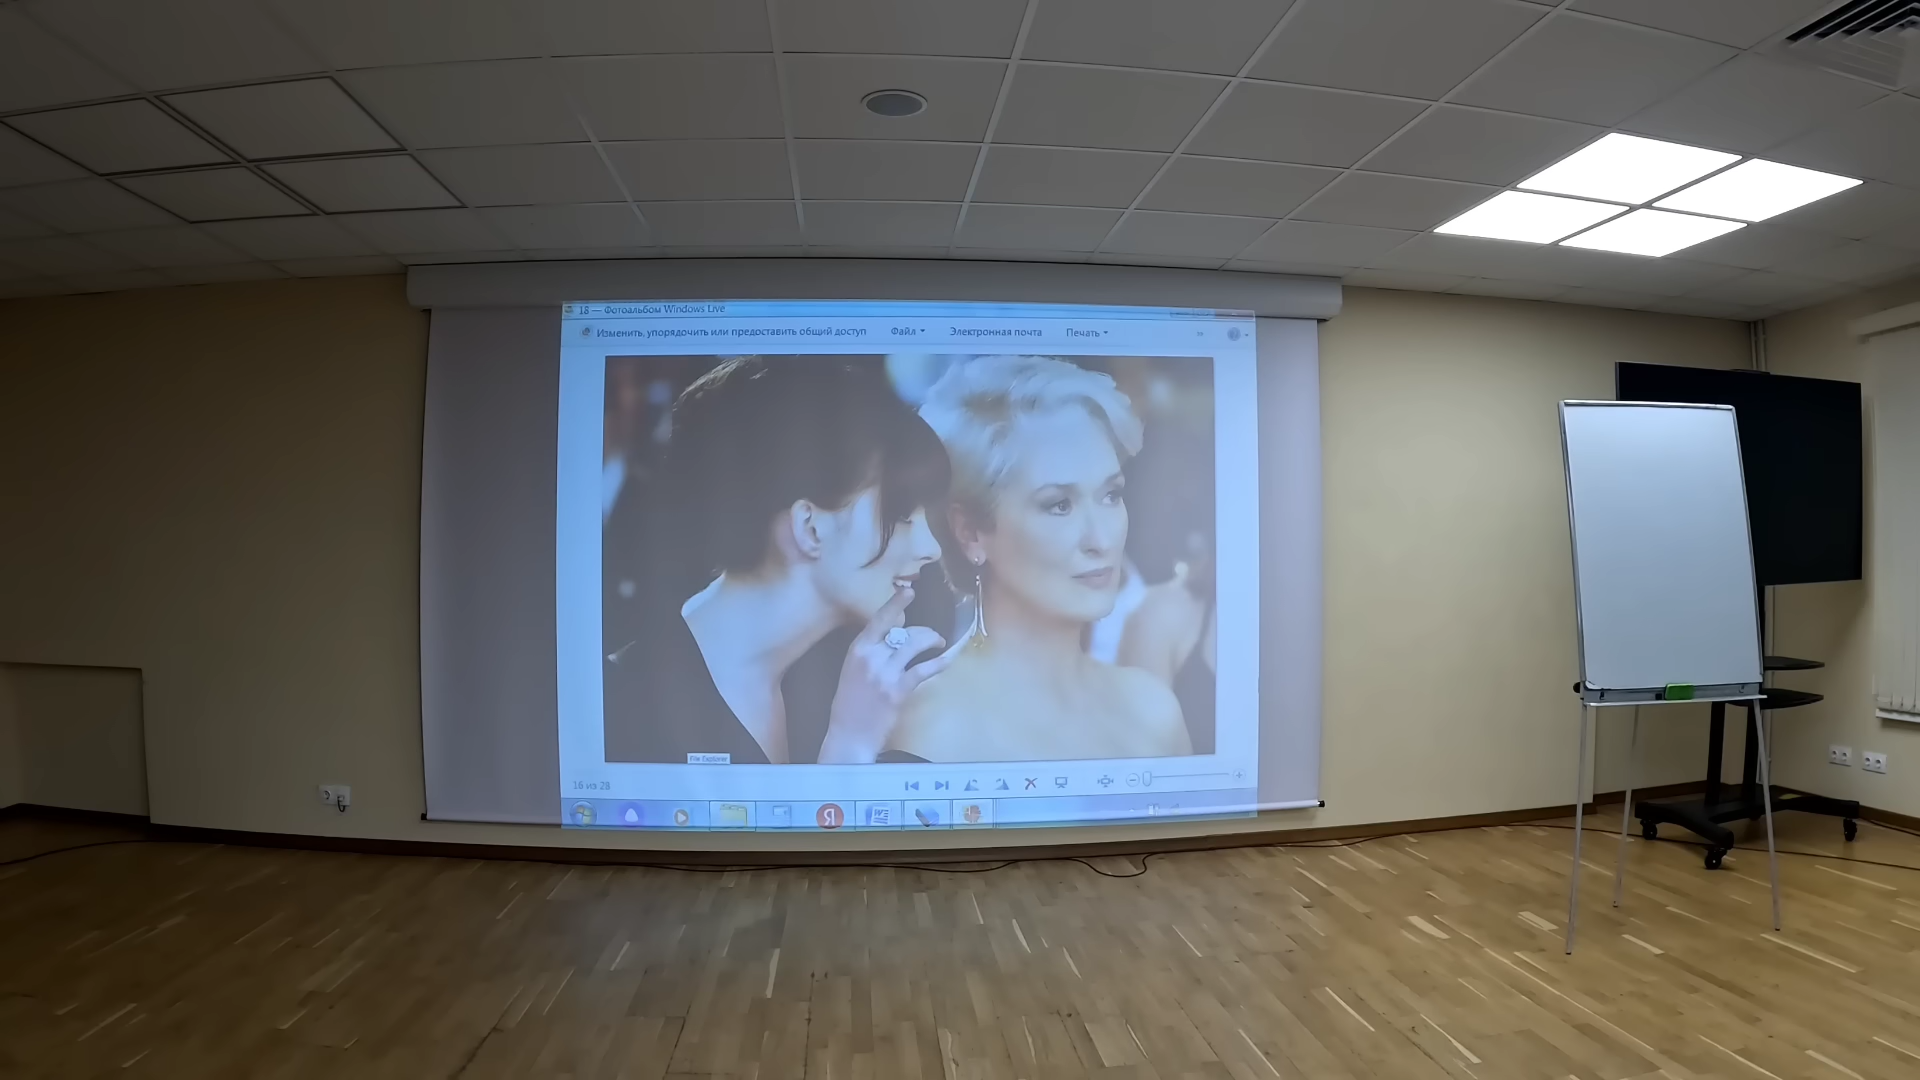 18 — Фотоальбом Windows Live
Изменить, упорядочить или предоставить общий доступ Файл Электронная почта Печать »
File Explorer
16 из 28
Я
W